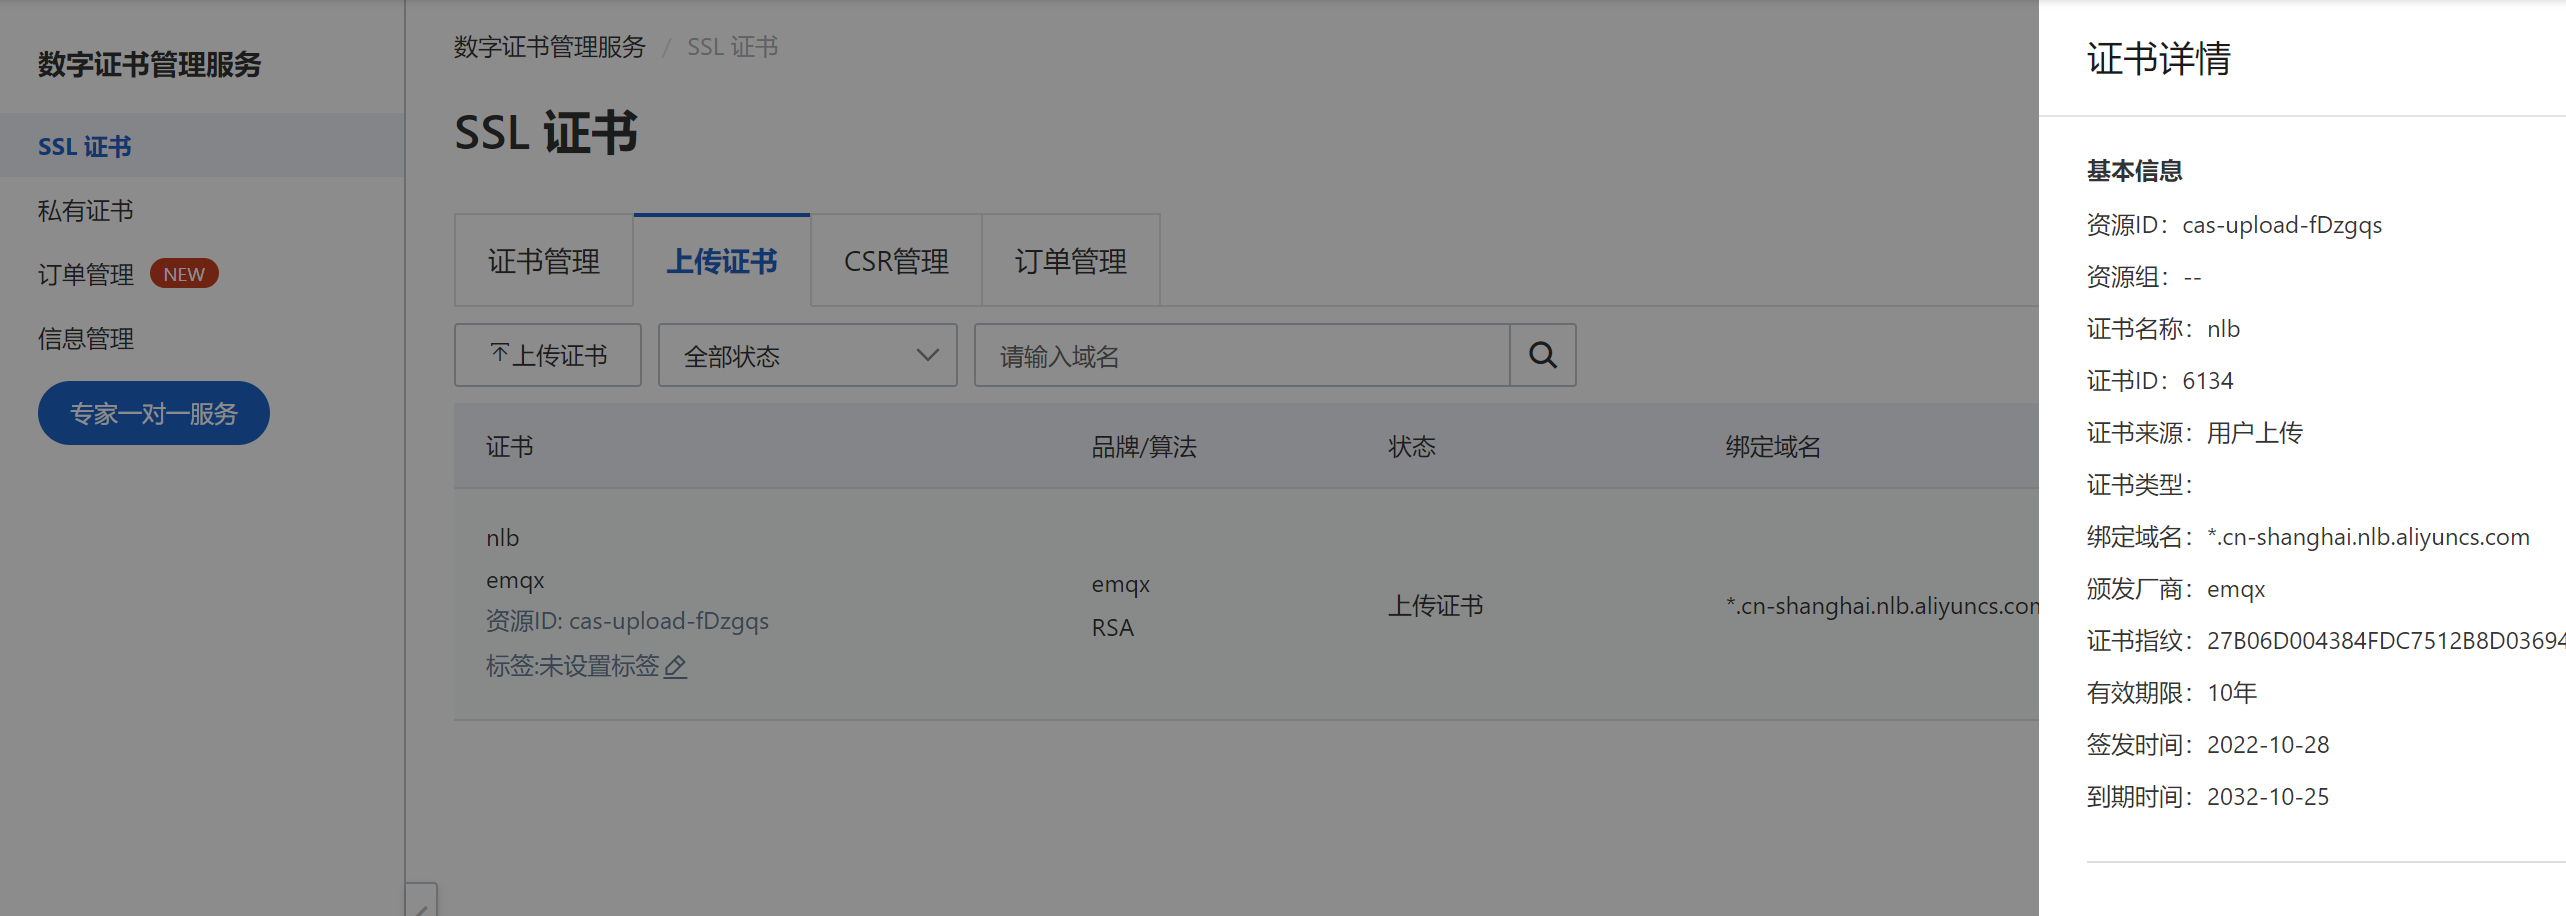 数字证书管理服务
SSL 证书
私有证书
订单管理 NEW
信息管理
专家一对一服务
数字证书管理服务 / SSL 证书
SSL 证书
证书管理 上传证书 CSR管理 订单管理
上传证书 全部状态 请输入域名
证书 品牌/算法 状态 绑定域名
nlb
emqx
资源ID: cas-upload-fDzgqs
标签:未设置标签
emqx
RSA
上传证书
*.cn-shanghai.nlb.aliyuncs.com
证书详情
基本信息
资源ID：cas-upload-fDzgqs
资源组：--
证书名称：nlb
证书ID：6134
证书来源：用户上传
证书类型：
绑定域名：*.cn-shanghai.nlb.aliyuncs.com
颁发厂商：emqx
证书指纹：27B06D004384FDC7512B8D03694
有效期限：10年
签发时间：2022-10-28
到期时间：2032-10-25